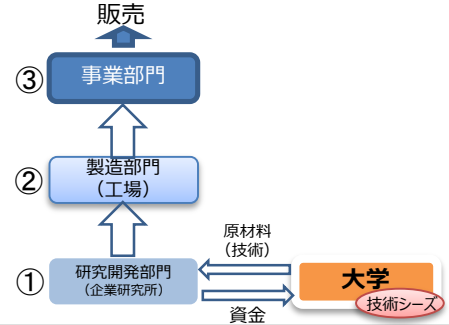 販売
③
事業部門
②
製造部門
（工場）
①
研究開発部門
（企業研究所）
原材料
（技術）
資金
大学
技術シーズ